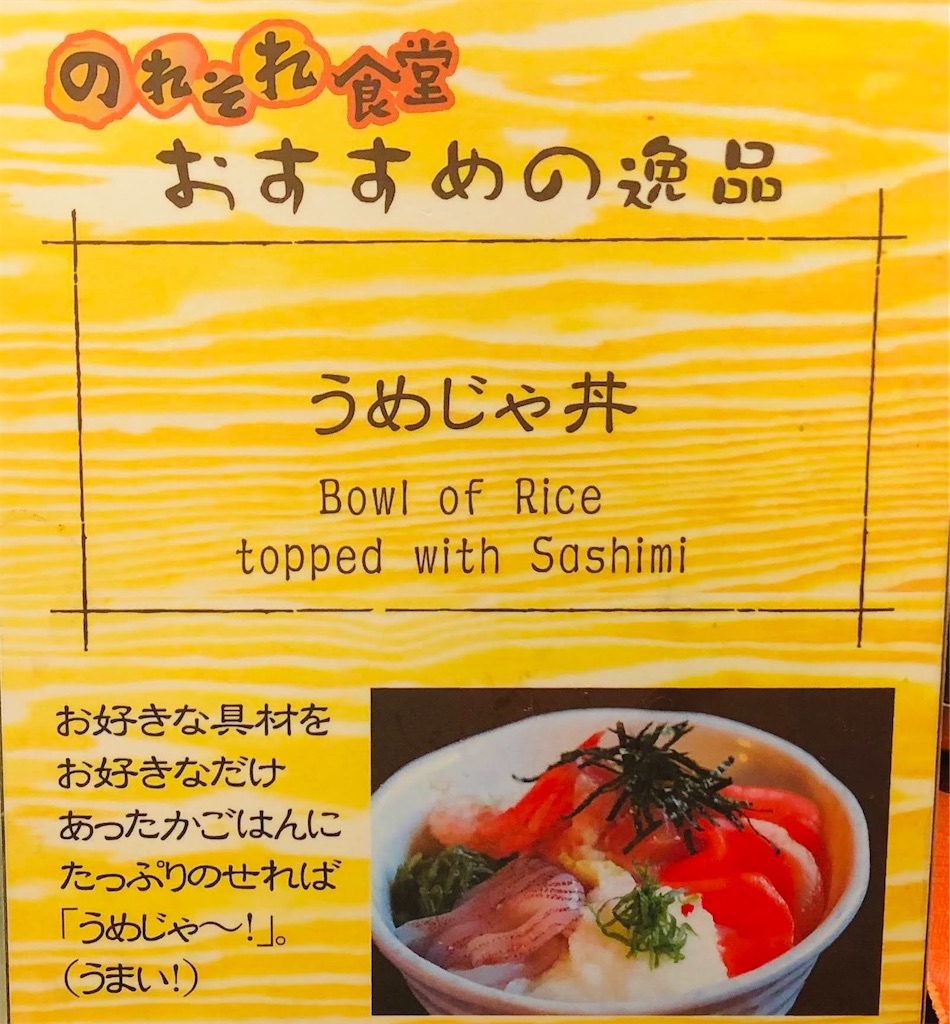 のれそれ食堂
おすすめの逸品
うめじゃ丼
Bowl of Rice
topped with Sashimi
お好きな具材を
お好きなだけ
あったかごはんに
たっぷりのせれば
「うめじゃ〜!」。
(うまい!)